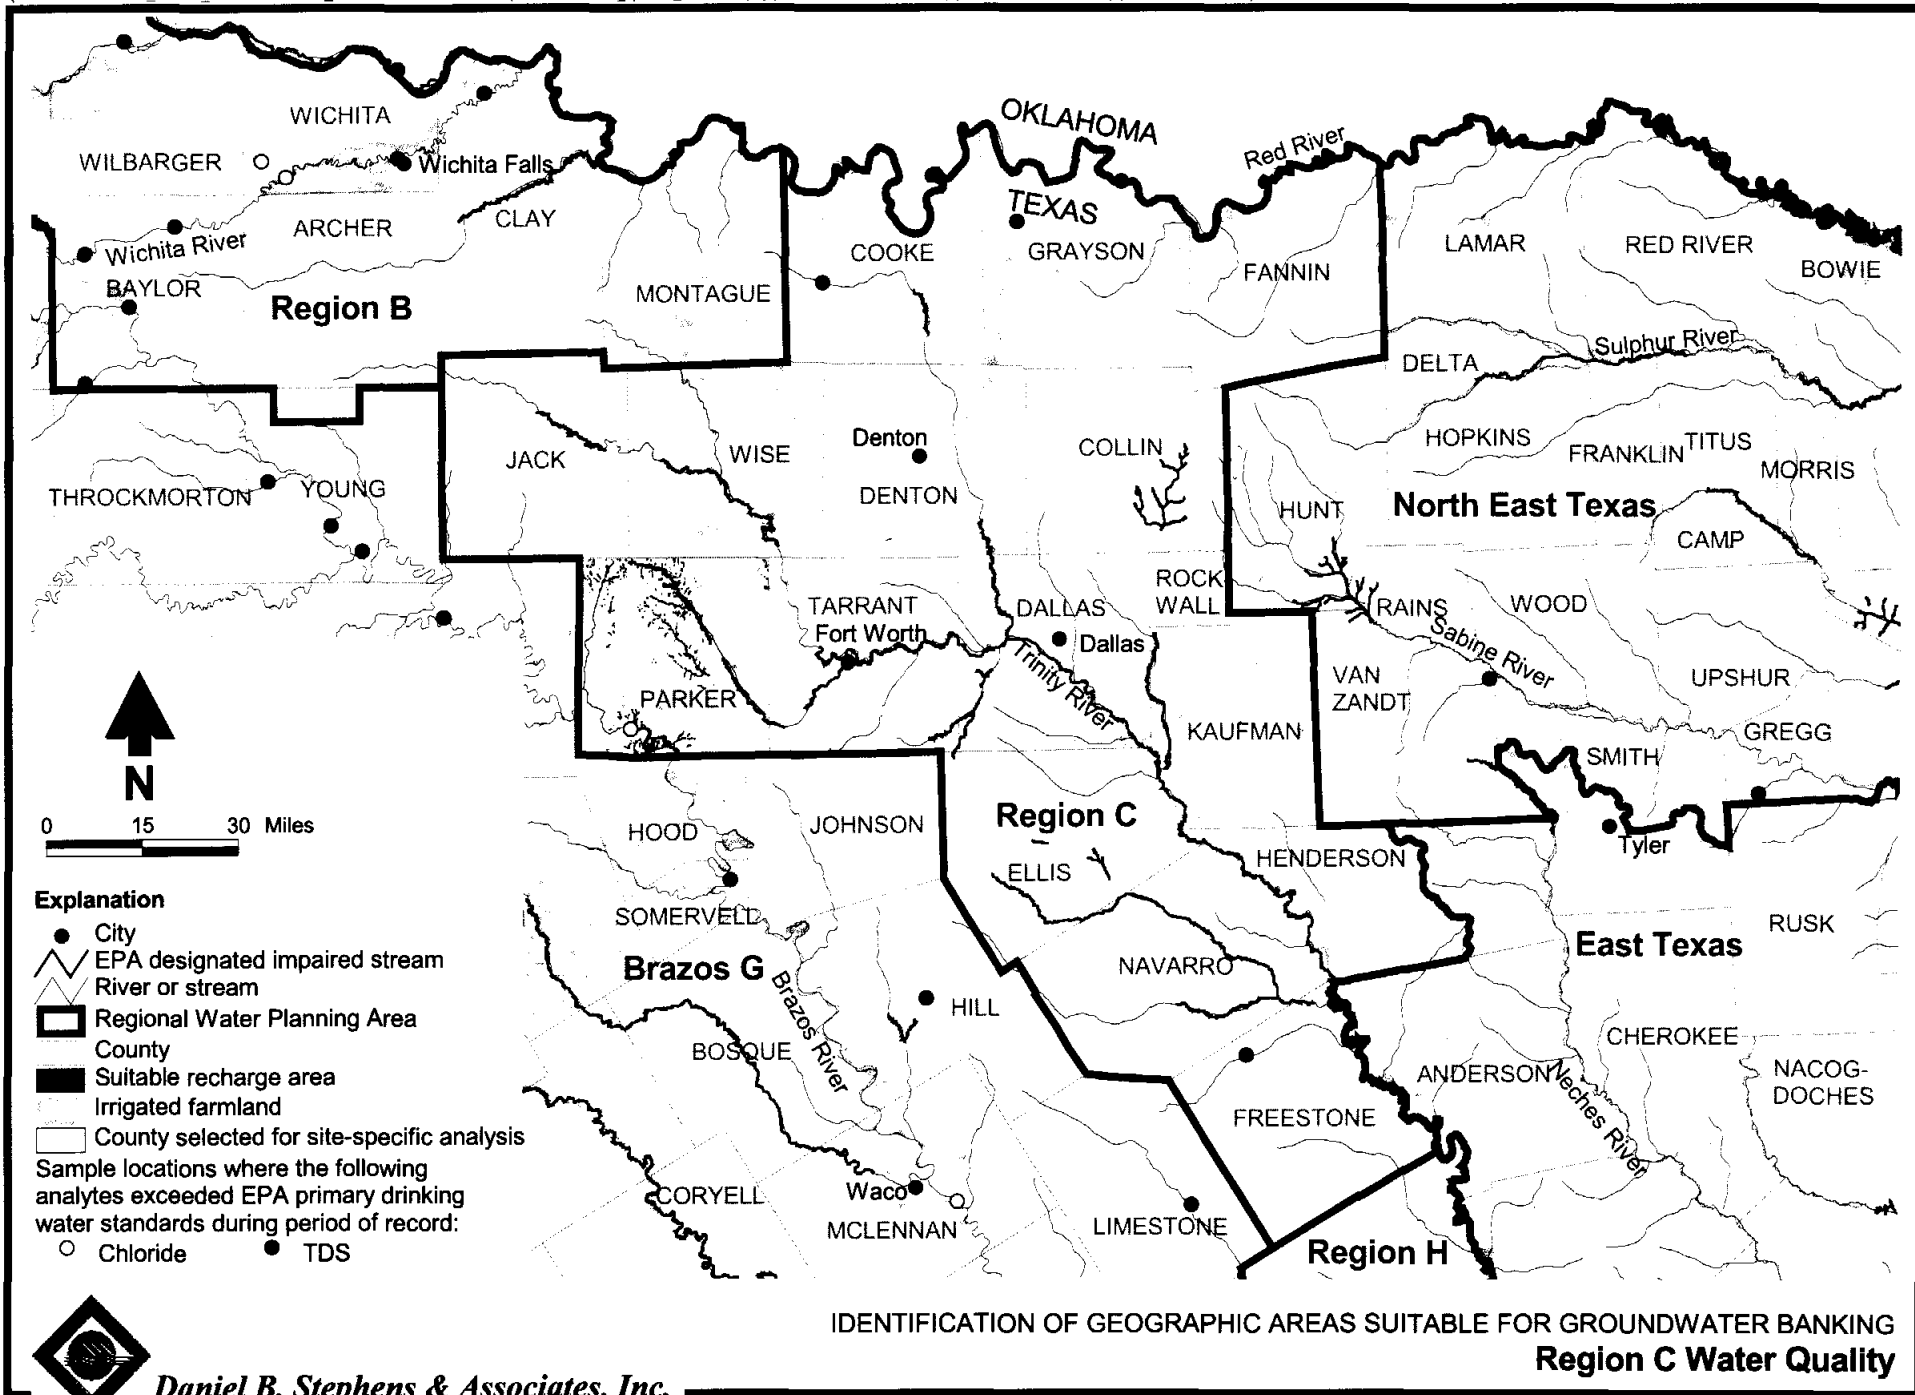 OKLAHOMA
Red River
WICHITA
WILBARGER
Wichita Falls
TEXAS
ARCHER
CLAY
COOKE
GRAYSON
LAMAR
RED RIVER
Wichita River
FANNIN
BOWIE
BAYLOR
MONTAGUE
Region B
Sulphur River
DELTA
Denton
COLLIN
HOPKINS
FRANKLIN
TITUS
JACK
WISE
MORRIS
THROCKMORTON
YOUNG
DENTON
HUNT
North East Texas
CAMP
ROCK
WALL
TARRANT
DALLAS
RAINS
WOOD
Fort Worth
Dallas
Sabine River
Trinity River
PARKER
VAN
ZANDT
UPSHUR
KAUFMAN
GREGG
SMITH
N
0 15 30 Miles
HOOD
JOHNSON
Region C
Tyler
HENDERSON
ELLIS
SOMERVELL
RUSK
East Texas
Brazos G
NAVARRO
Brazos River
HILL
BOSQUE
CHEROKEE
ANDERSON
Neches River
NACOG-
DOCHES
FREESTONE
CORYELL
Waco
MCLENNAN
LIMESTONE
Region H
Explanation
City
EPA designated impaired stream
River or stream
Regional Water Planning Area
County
Suitable recharge area
Irrigated farmland
County selected for site-specific analysis
Sample locations where the following
analytes exceeded EPA primary drinking
water standards during period of record:
Chloride TDS
IDENTIFICATION OF GEOGRAPHIC AREAS SUITABLE FOR GROUNDWATER BANKING
Region C Water Quality
Daniel B. Stephens & Associates, Inc.